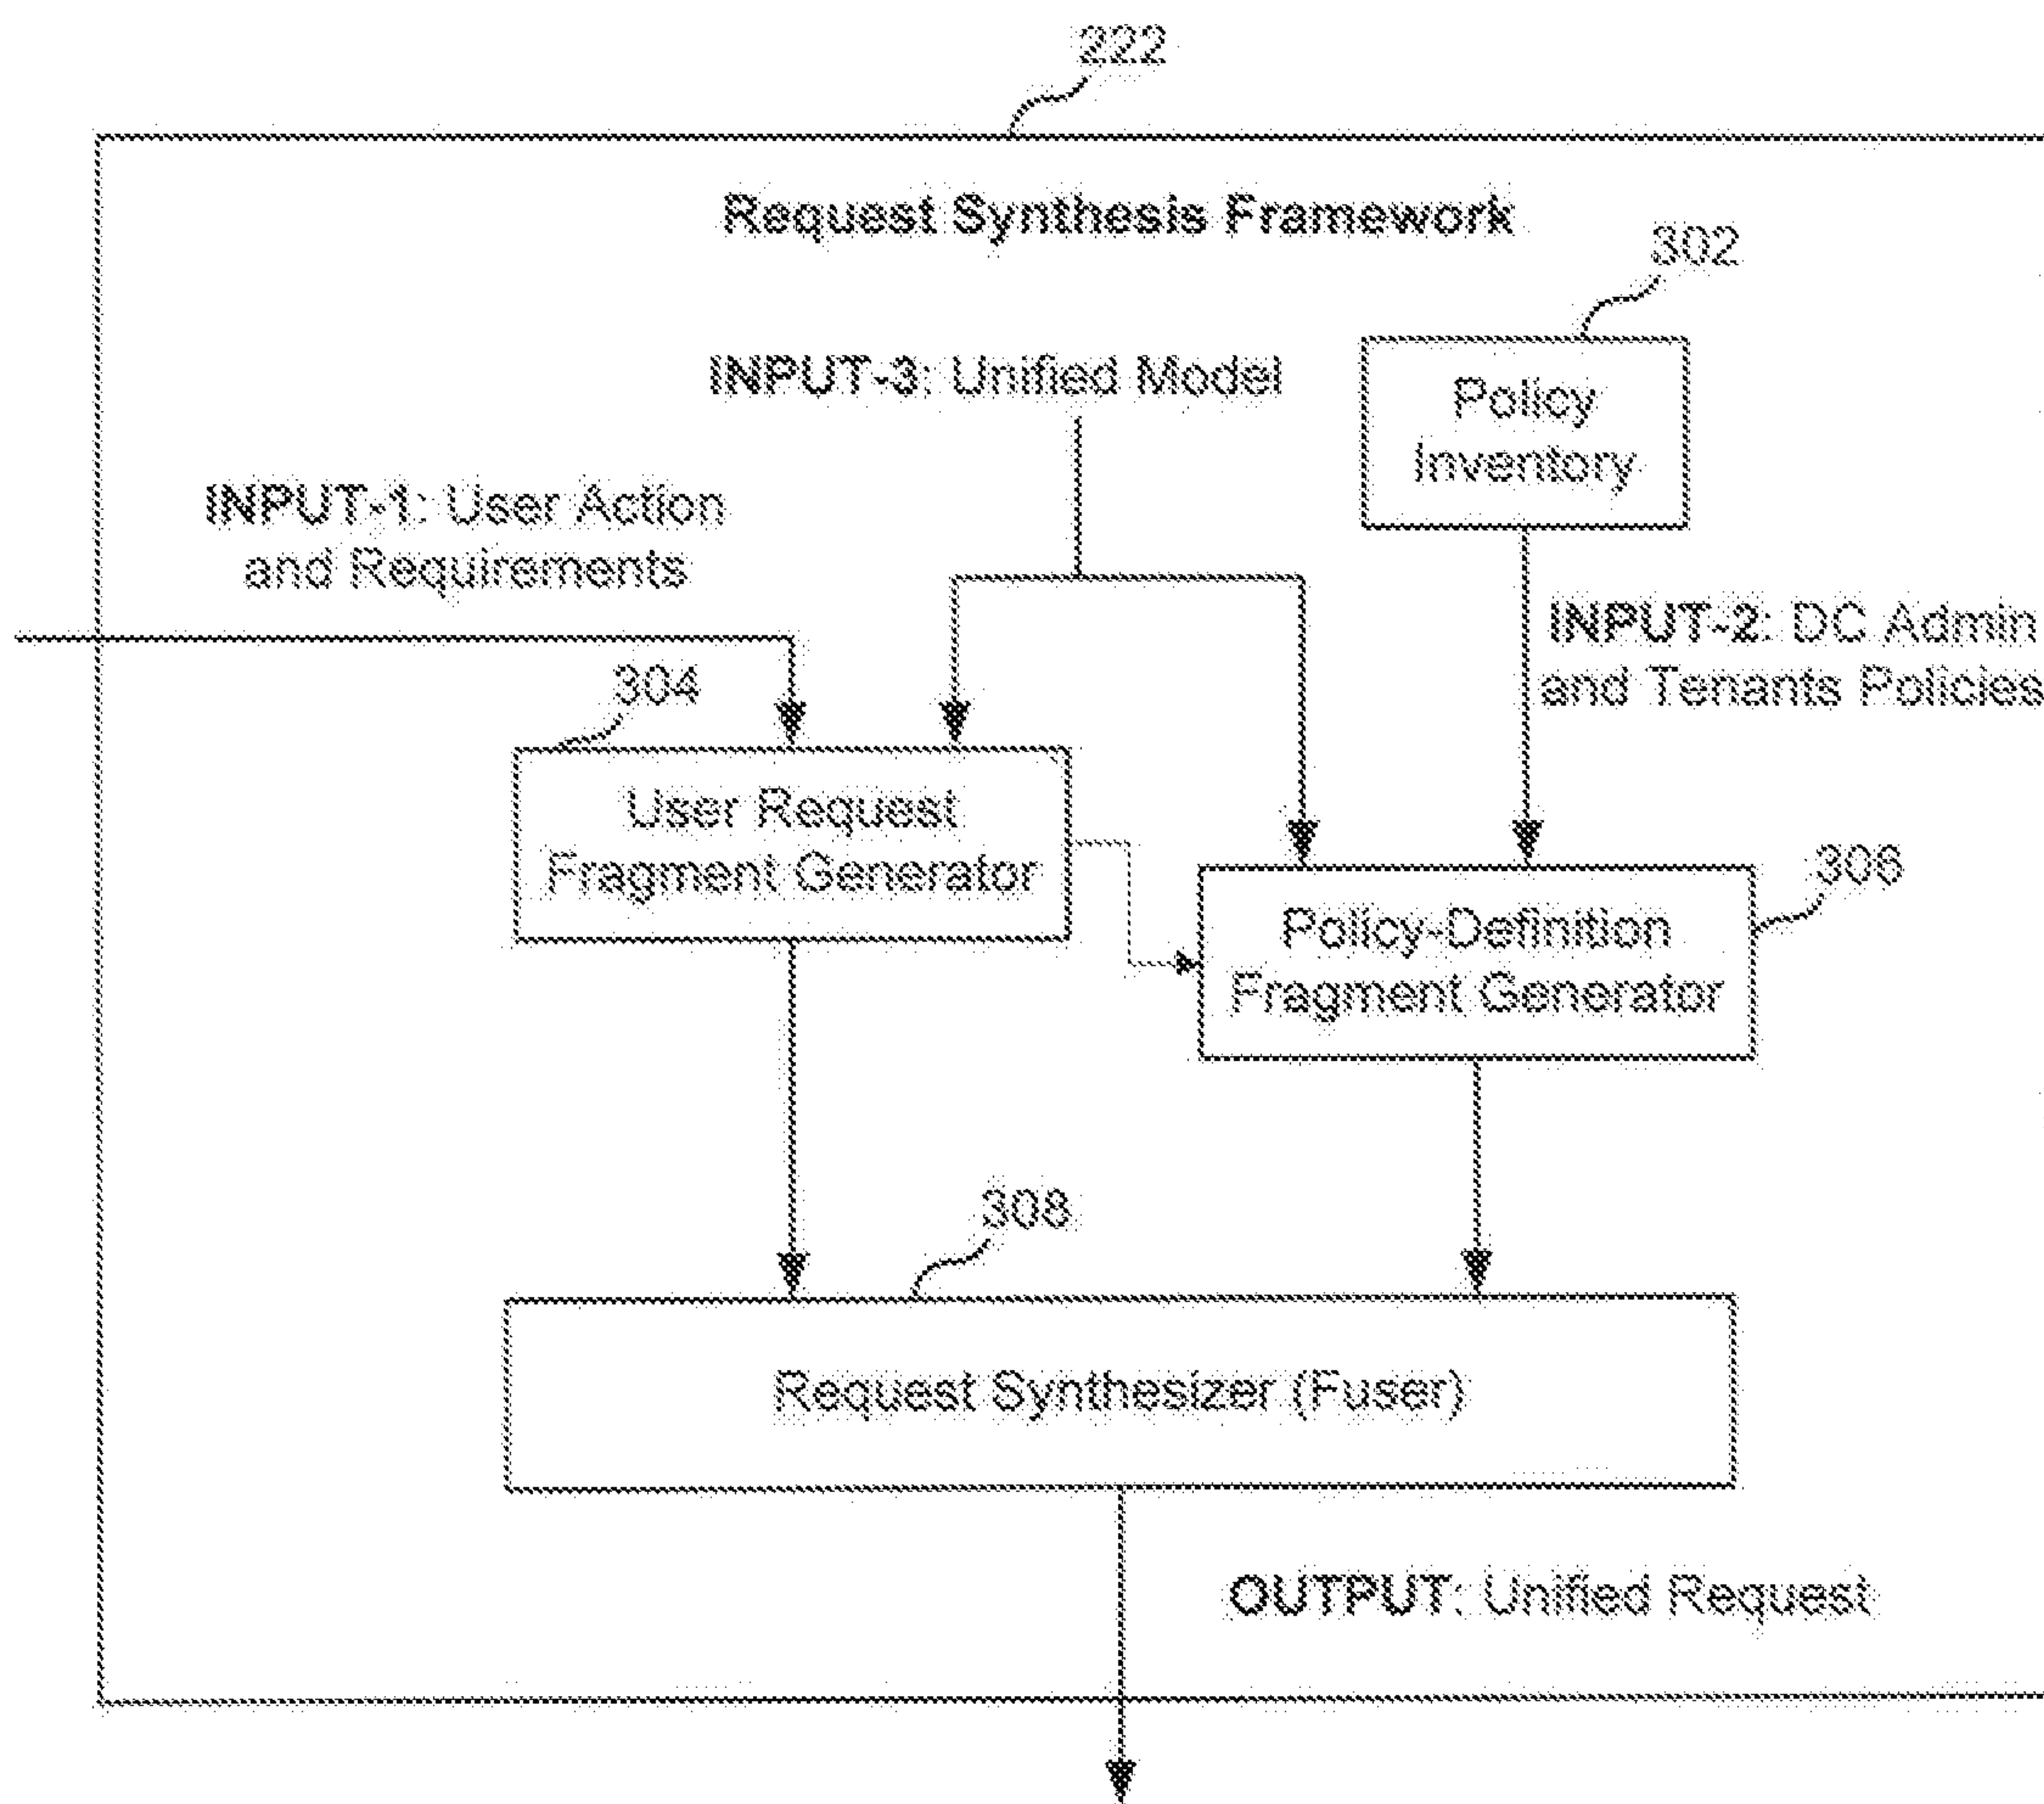 222
Request Synthesis Framework
302
INPUT-3: Unified Model
Policy
Inventory
INPUT-1: User Action
and Requirements
INPUT-2: DC Admin
and Tenants Policies
304
User Request
Fragment Generator
306
Policy-Definition
Fragment Generator
308
Request Synthesizer (Fuser)
OUTPUT: Unified Request